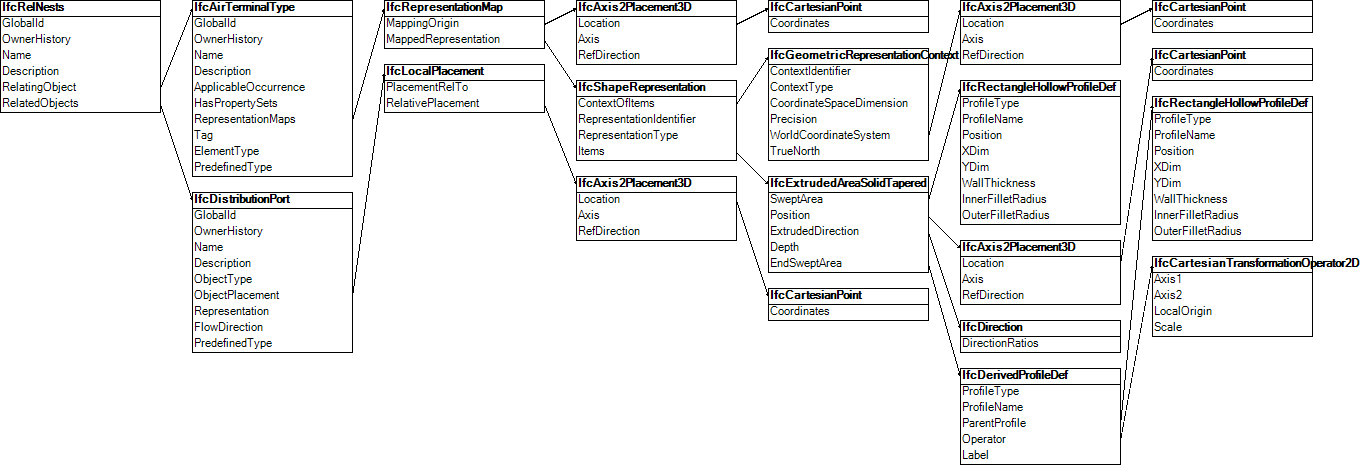 IfcRelNests
GlobalId
OwnerHistory
Name
Description
RelatingObject
RelatedObjects
IfcAirTerminalType
GlobalId
OwnerHistory
Name
Description
ApplicableOccurrence
HasPropertySets
RepresentationMaps
Tag
ElementType
PredefinedType
IfcDistributionPort
GlobalId
OwnerHistory
Name
Description
ObjectType
ObjectPlacement
Representation
FlowDirection
PredefinedType
IfcRepresentationMap
MappingOrigin
MappedRepresentation
IfcLocalPlacement
PlacementRelTo
RelativePlacement
IfcAxis2Placement3D
Location
Axis
RefDirection
IfcShapeRepresentation
ContextOfItems
RepresentationIdentifier
RepresentationType
Items
IfcAxis2Placement3D
Location
Axis
RefDirection
IfcCartesianPoint
Coordinates
IfcGeometricRepresentationContext
ContextIdentifier
ContextType
CoordinateSpaceDimension
Precision
WorldCoordinateSystem
TrueNorth
IfcExtrudedAreaSolidTapered
SweptArea
Position
ExtrudedDirection
Depth
EndSweptArea
IfcCartesianPoint
Coordinates
IfcAxis2Placement3D
Location
Axis
RefDirection
IfcRectangleHollowProfileDef
ProfileType
ProfileName
Position
XDim
YDim
WallThickness
InnerFilletRadius
OuterFilletRadius
IfcAxis2Placement3D
Location
Axis
RefDirection
IfcDirection
DirectionRatios
IfcDerivedProfileDef
ProfileType
ProfileName
ParentProfile
Operator
Label
IfcCartesianPoint
Coordinates
IfcCartesianPoint
Coordinates
IfcRectangleHollowProfileDef
ProfileType
ProfileName
Position
XDim
YDim
WallThickness
InnerFilletRadius
OuterFilletRadius
IfcCartesianTransformationOperator2D
Axis1
Axis2
LocalOrigin
Scale